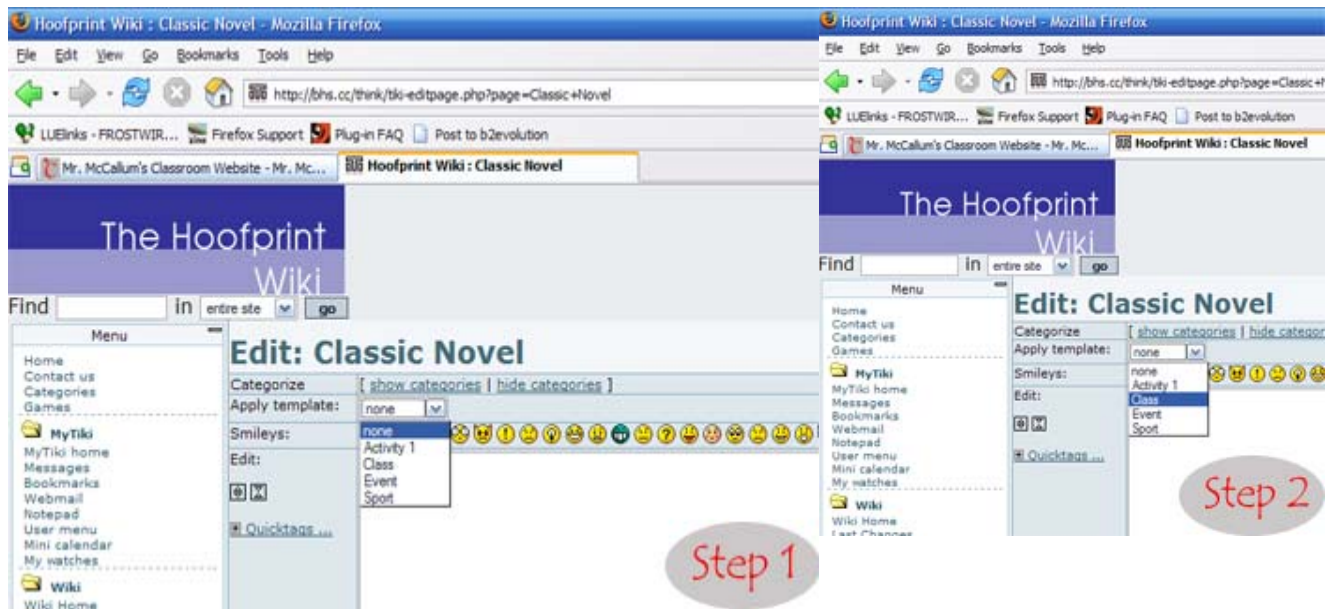 Hoofprint Wiki : Classic Novel - Mozilla Firefox
File Edit View Go Bookmarks Tools Help
http://bhs.cc/think/tiki-editpage.php?page=Classic+Novel
LUElinks - FROSTWIR... Firefox Support Plug-in FAQ Post to b2evolution
Mr. McCallum's Classroom Website - Mr. Mc... Hoofprint Wiki : Classic Novel
The Hoofprint
Wiki
Find in entire site go
Menu
Home
Contact us
Categories
Games
MyTiki
MyTiki home
Messages
Bookmarks
Webmail
Notepad
User menu
Mini calendar
My watches
Wiki
Wiki Home
Edit: Classic Novel
Categorize [ show categories | hide categories ]
Apply template: none
Smileys:
none
Activity 1
Class
Event
Sport
Edit:
Quicktags ...
Step 1
Hoofprint Wiki : Classic Novel - Mozilla Firefox
File Edit View Go Bookmarks Tools Help
http://bhs.cc/think/tiki-editpage.php?page=Classic+
LUElinks - FROSTWIR... Firefox Support Plug-in FAQ Post to b2evolution
Mr. McCallum's Classroom Website - Mr. Mc... Hoofprint Wiki : Classic Novel
The Hoofprint
Wiki
Find in entire site go
Menu
Home
Contact us
Categories
Games
MyTiki
MyTiki home
Messages
Bookmarks
Webmail
Notepad
User menu
Mini calendar
My watches
Wiki
Wiki Home
Last Changes
Edit: Classic Novel
Categorize [ show categories | hide categor
Apply template: none
Smileys:
none
Activity 1
Class
Event
Sport
Edit:
Quicktags ...
Step 2